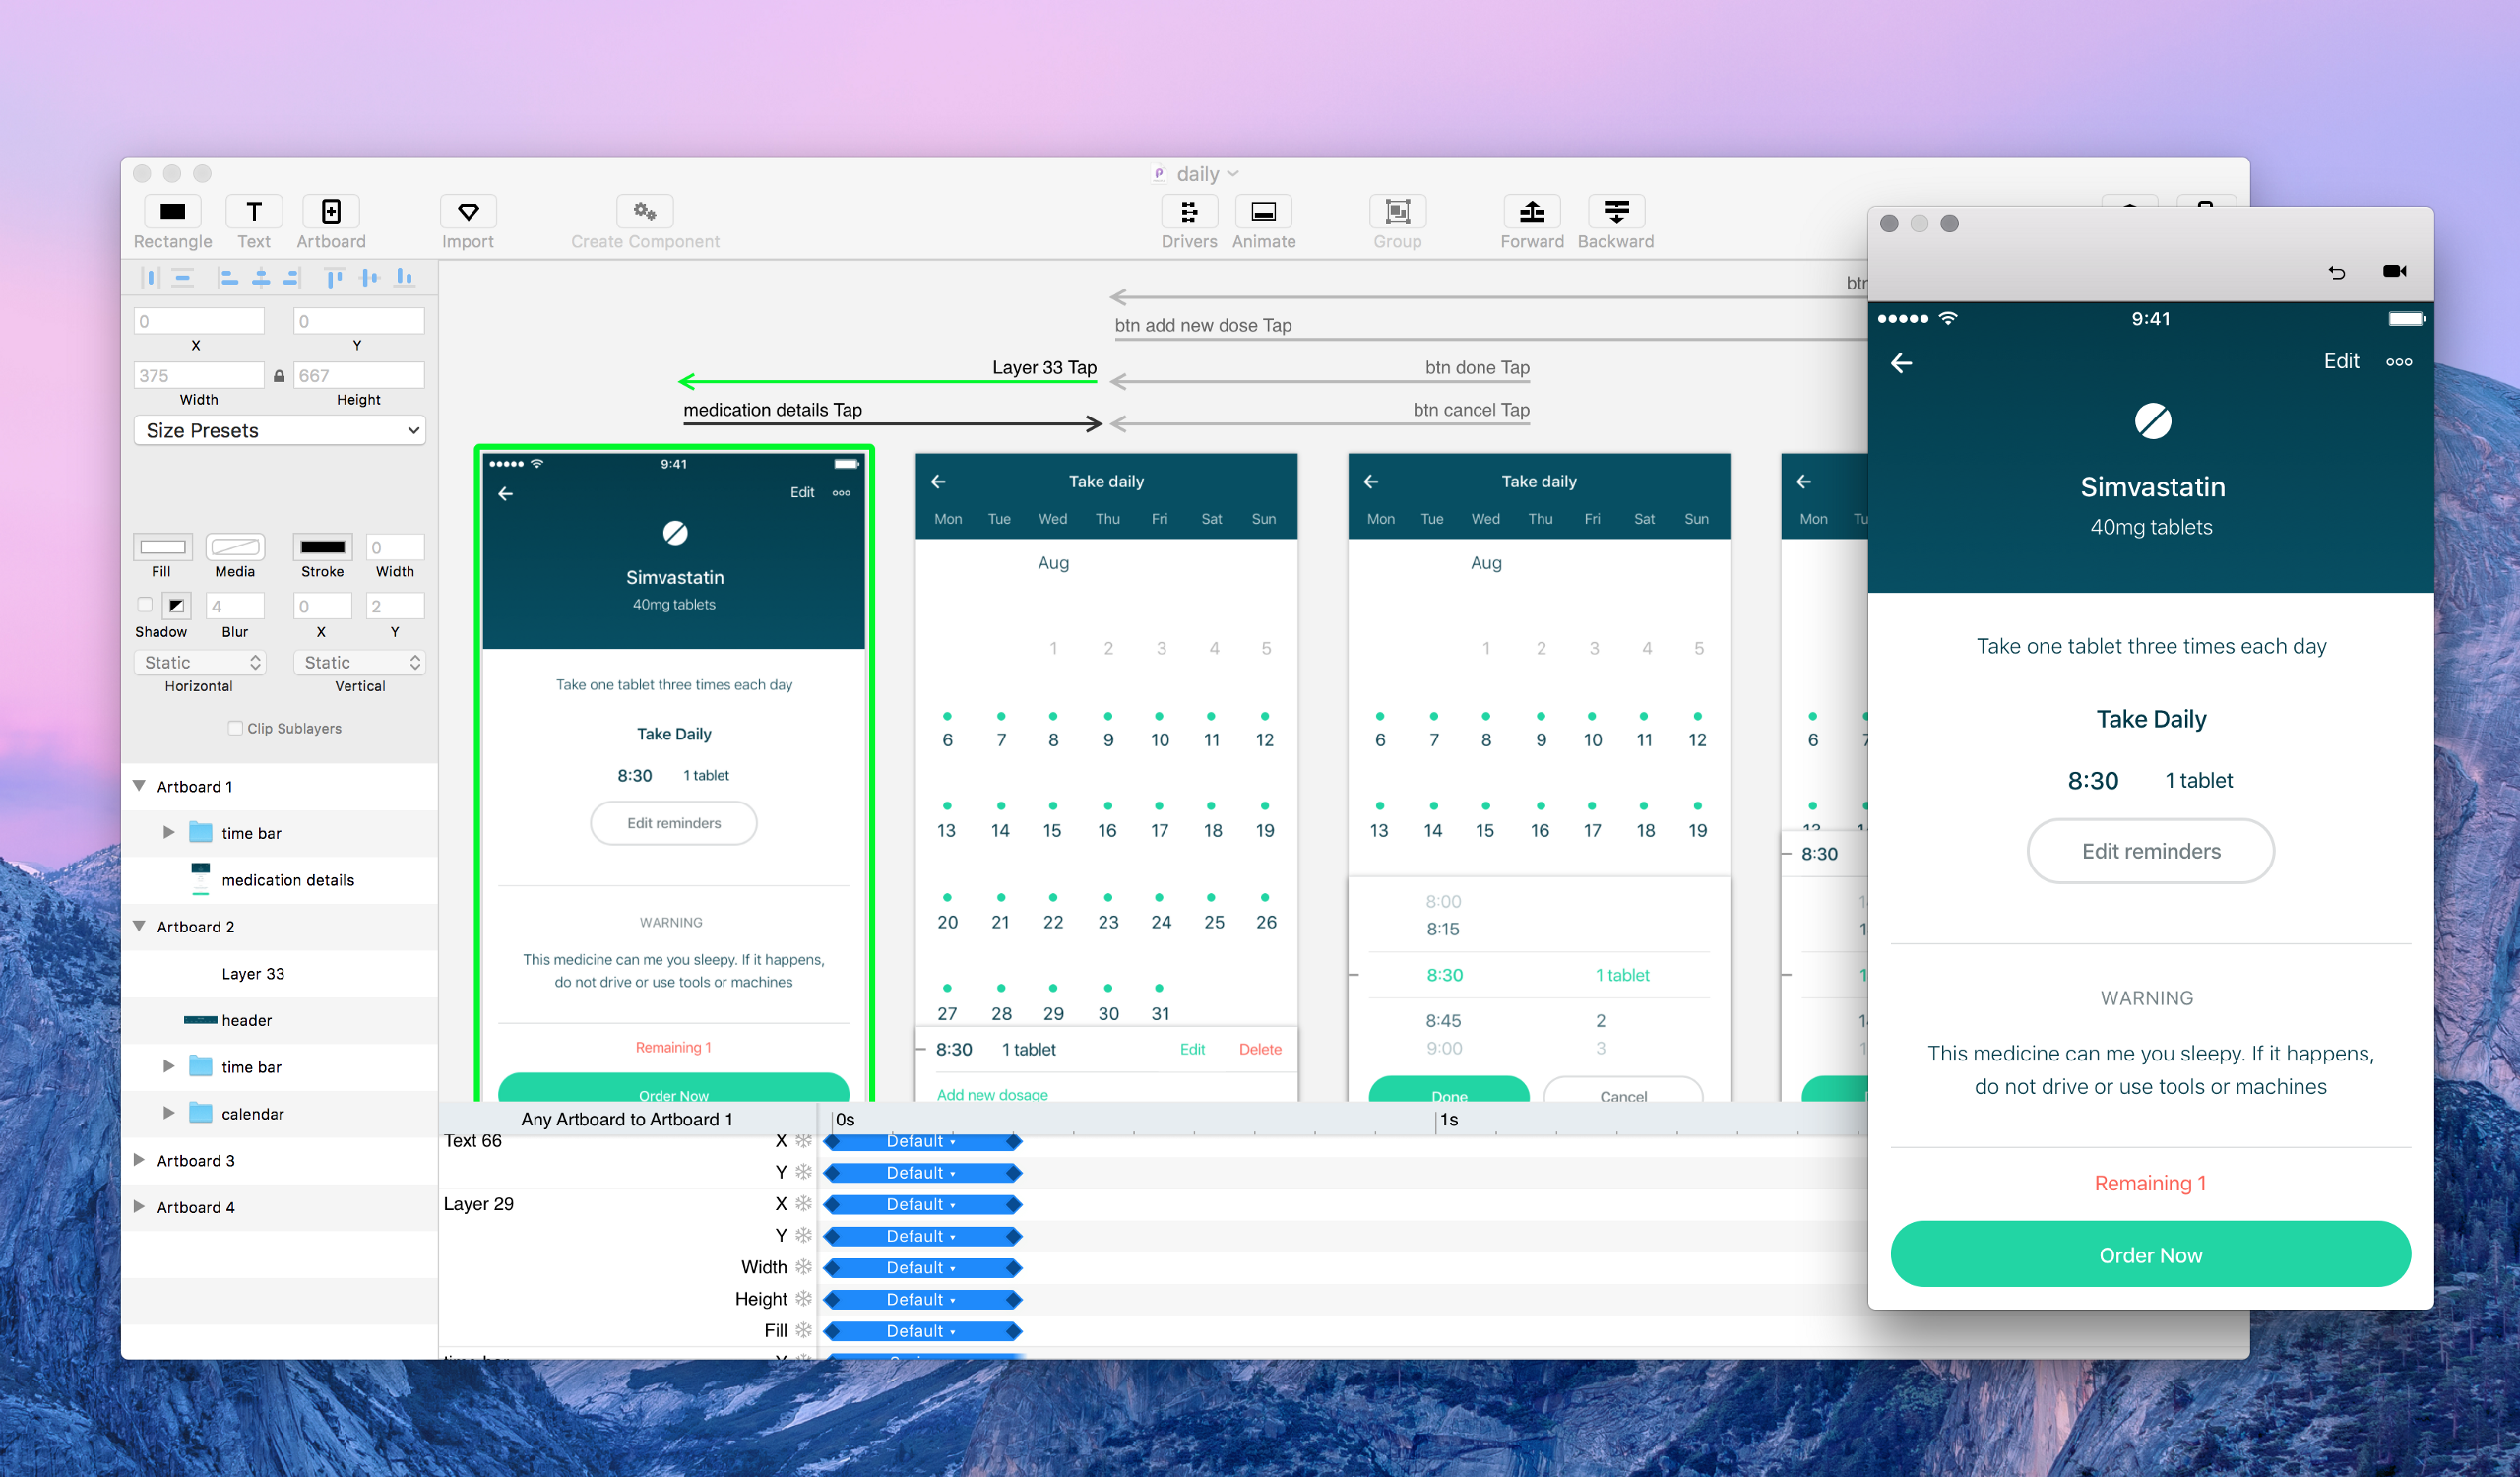 daily
Rectangle Text Artboard Import Create Component Drivers Animate Group Forward Backward
0 0
X Y
375 667
Width Height
Size Presets
0
Fill Media Stroke Width
4 0 2
Shadow Blur X Y
Static Static
Horizontal Vertical
Clip Sublayers
Artboard 1
time bar
medication details
Artboard 2
Layer 33
header
time bar
calendar
Artboard 3
Artboard 4
btn
btn add new dose Tap
Layer 33 Tap btn done Tap
medication details Tap btn cancel Tap
9:41
Edit
Simvastatin
40mg tablets
Take one tablet three times each day
Take Daily
8:30 1 tablet
Edit reminders
WARNING
This medicine can me you sleepy. If it happens,
do not drive or use tools or machines
Remaining 1
Order Now
Take daily
Mon Tue Wed Thu Fri Sat Sun
Aug
1 2 3 4 5
6 7 8 9 10 11 12
13 14 15 16 17 18 19
20 21 22 23 24 25 26
27 28 29 30 31
8:30 1 tablet Edit Delete
Add new dosage
Take daily
Mon Tue Wed Thu Fri Sat Sun
Aug
1 2 3 4 5
6 7 8 9 10 11 12
13 14 15 16 17 18 19
8:00
8:15
8:30 1 tablet
8:45 2
9:00 3
Done Cancel
Mon Tu
6 7
13
8:30
Any Artboard to Artboard 1 0s 1s
Text 66 X Default
Y Default
Layer 29 X Default
Y Default
Width Default
Height Default
Fill Default
9:41
Edit
Simvastatin
40mg tablets
Take one tablet three times each day
Take Daily
8:30 1 tablet
Edit reminders
WARNING
This medicine can me you sleepy. If it happens,
do not drive or use tools or machines
Remaining 1
Order Now